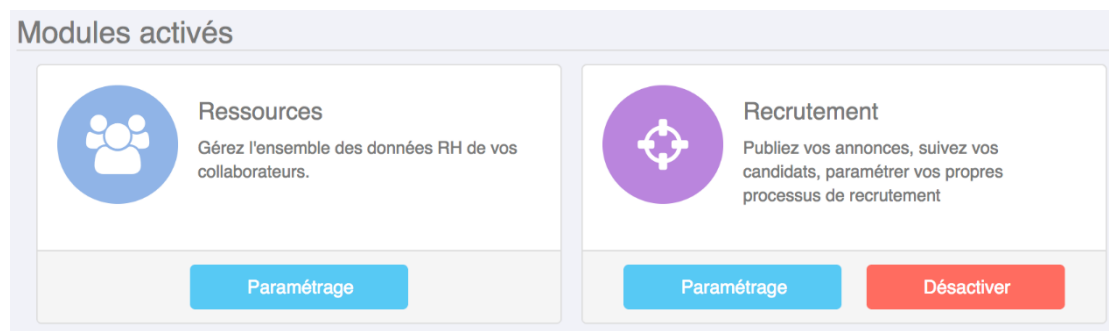 Modules activés
Ressources
Gérez l'ensemble des données RH de vos
collaborateurs.
Paramétrage
Recrutement
Publiez vos annonces, suivez vos
candidats, paramétrer vos propres
processus de recrutement
Paramétrage
Désactiver